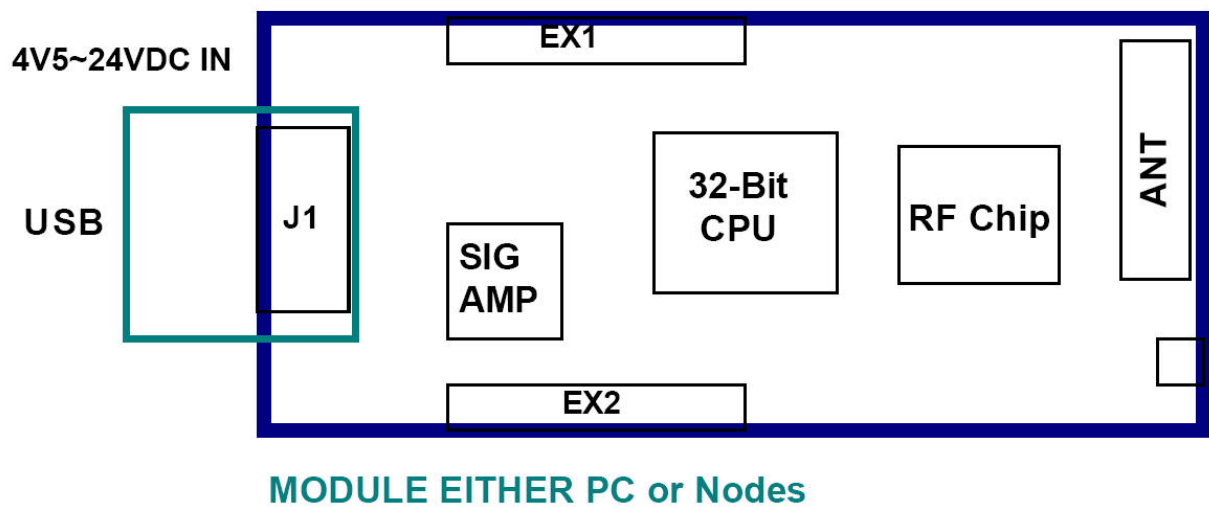 4V5~24VDC IN
EX1
USB
J1
SIG
AMP
32-Bit
CPU
RF Chip
ANT
EX2
MODULE EITHER PC or Nodes